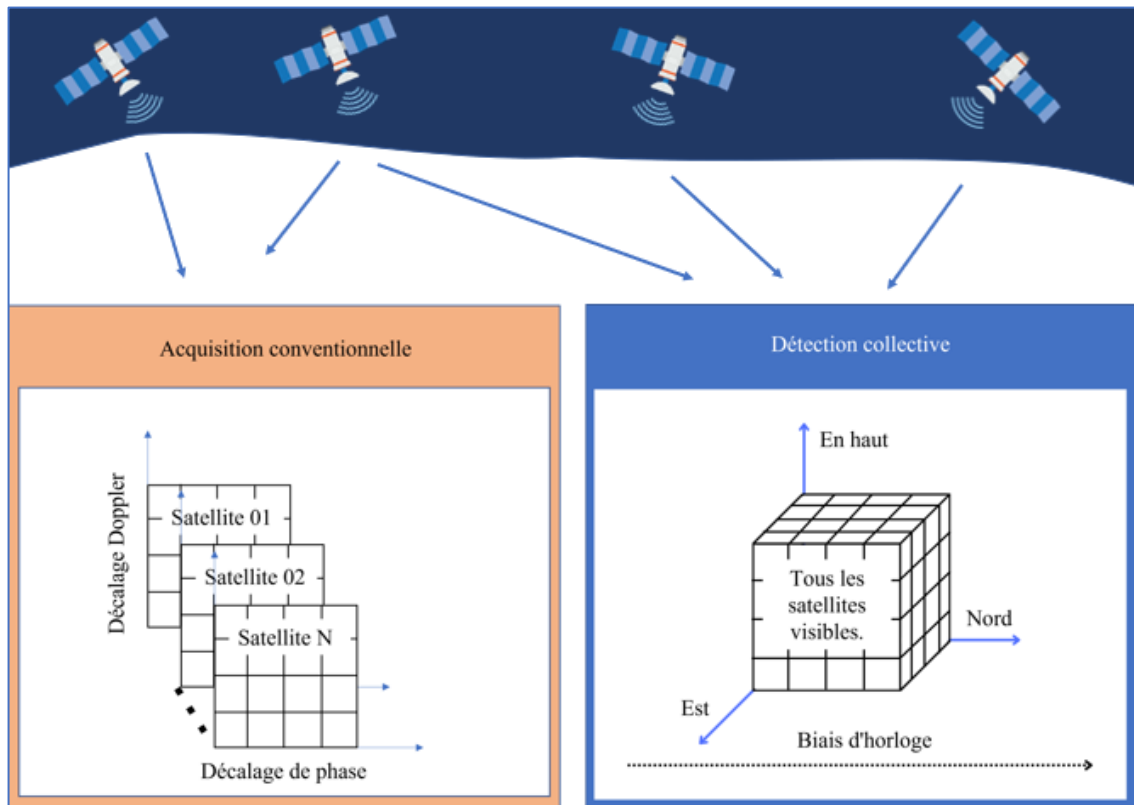 Acquisition conventionnelle
Décalage Doppler
Satellite 01
Satellite 02
Satellite N
Décalage de phase
Détection collective
En haut
Tous les
satellites
visibles.
Nord
Est
Biais d'horloge